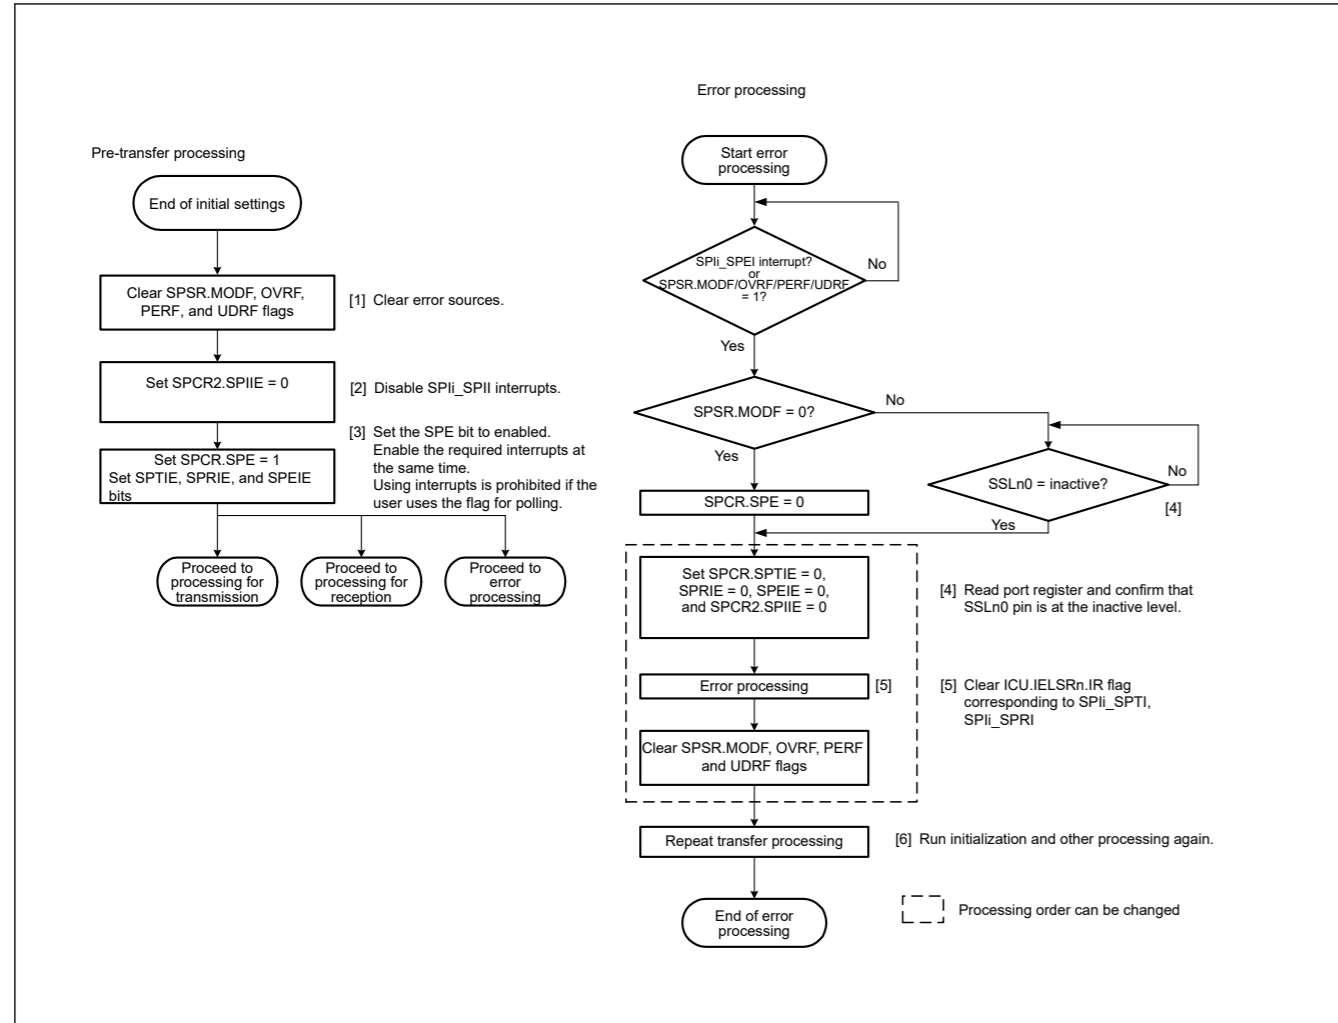 Pre-transfer processing
End of initial settings
Clear SPSR.MODF, OVRF,
PERF, and UDRF flags
[1] Clear error sources.
Set SPCR2.SPIIE = 0
[2] Disable SPIi_SPII interrupts.
Set SPCR.SPE = 1
Set SPTIE, SPRIE, and SPEIE
bits
[3] Set the SPE bit to enabled.
Enable the required interrupts at
the same time.
Using interrupts is prohibited if the
user uses the flag for polling.
Proceed to
processing for
transmission
Proceed to
processing for
reception
Proceed to
error
processing
Error processing
Start error
processing
SPIi_SPEI interrupt?
or
SPSR.MODF/OVRF/PERF/UDRF
= 1?
No
Yes
SPSR.MODF = 0?
No
Yes
SSLn0 = inactive?
No
[4]
Yes
SPCR.SPE = 0
Set SPCR.SPTIE = 0,
SPRIE = 0, SPEIE = 0,
and SPCR2.SPIIE = 0
[4] Read port register and confirm that
SSLn0 pin is at the inactive level.
Error processing
[5]
[5] Clear ICU.IELSRn.IR flag
corresponding to SPIi_SPTI,
SPIi_SPRI
Clear SPSR.MODF, OVRF, PERF
and UDRF flags
Repeat transfer processing
[6] Run initialization and other processing again.
End of error
processing
Processing order can be changed